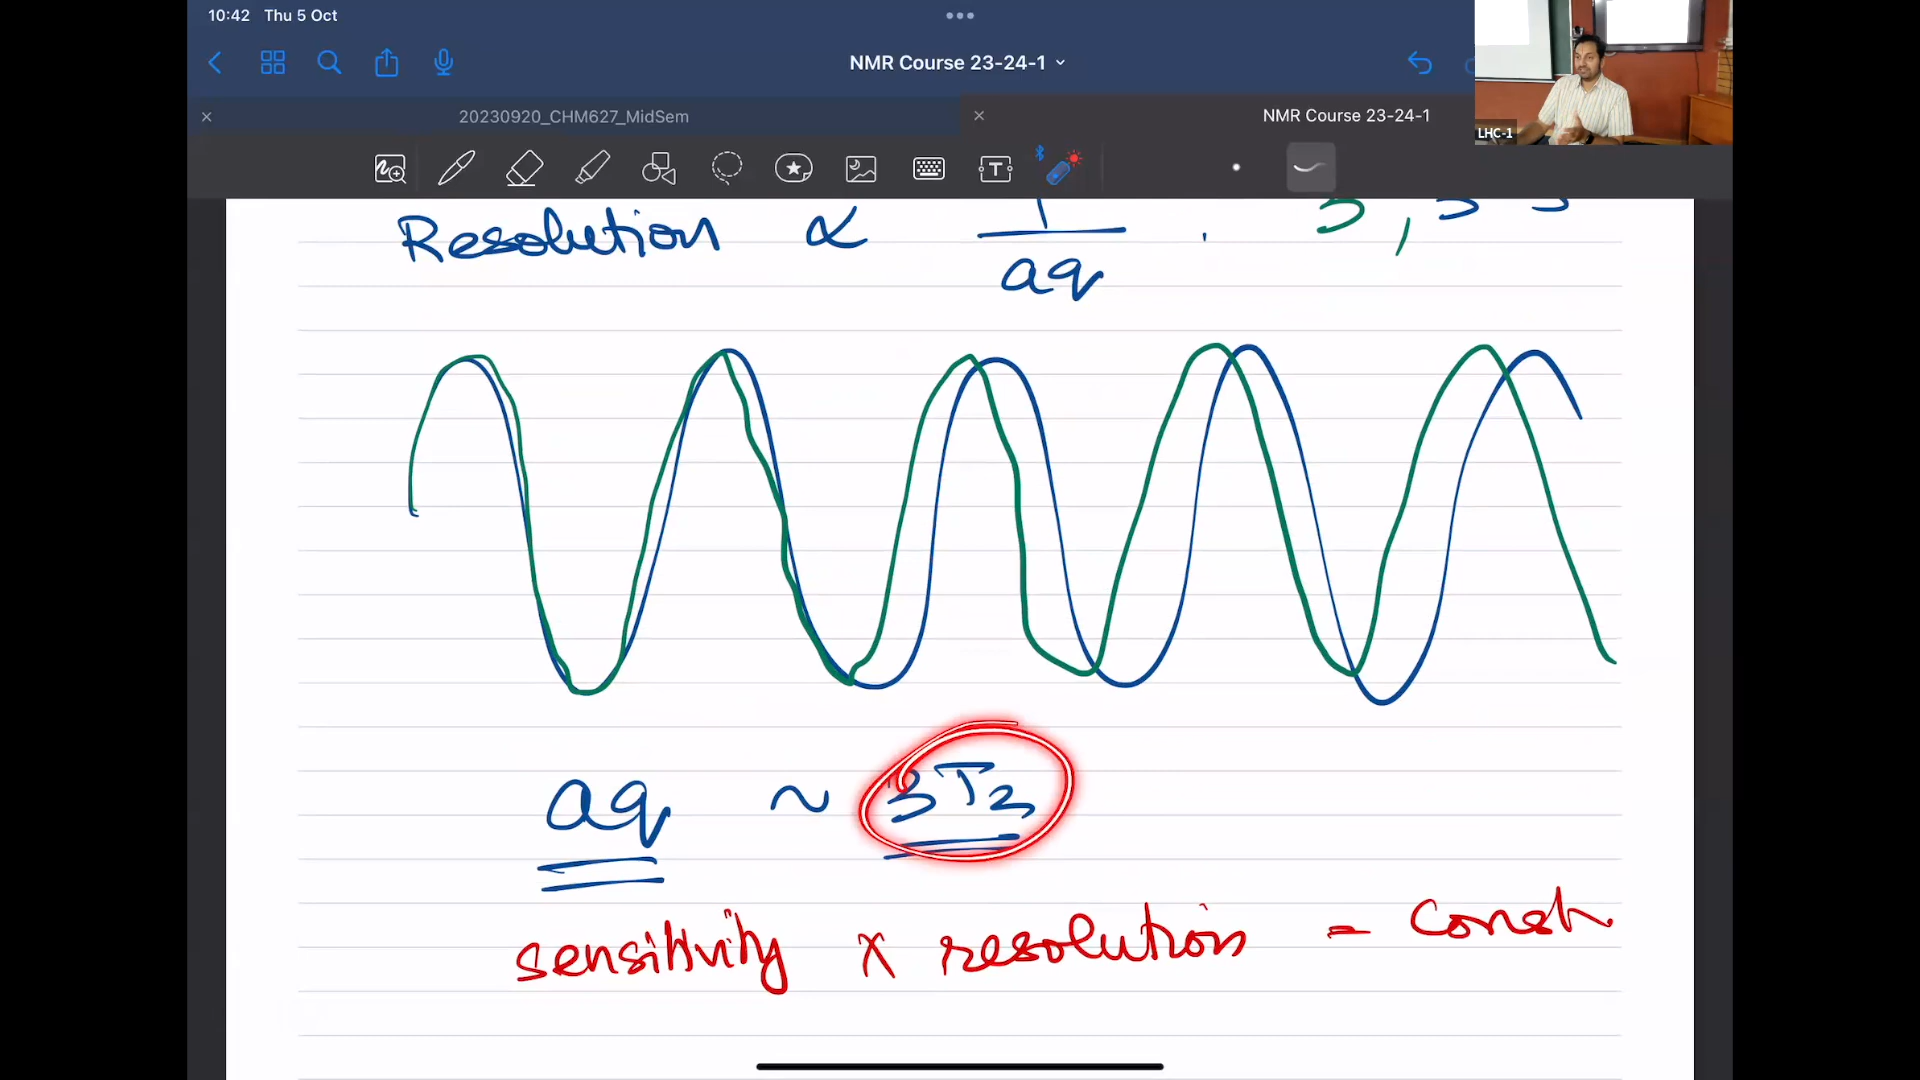 10:42 Thu 5 Oct
NMR Course 23-24-1
20230920_CHM627_MidSem
NMR Course 23-24-1
LHC-1
Resolution ∝ 1/aq
aq ~ 3T2
sensitivity x resolution = const